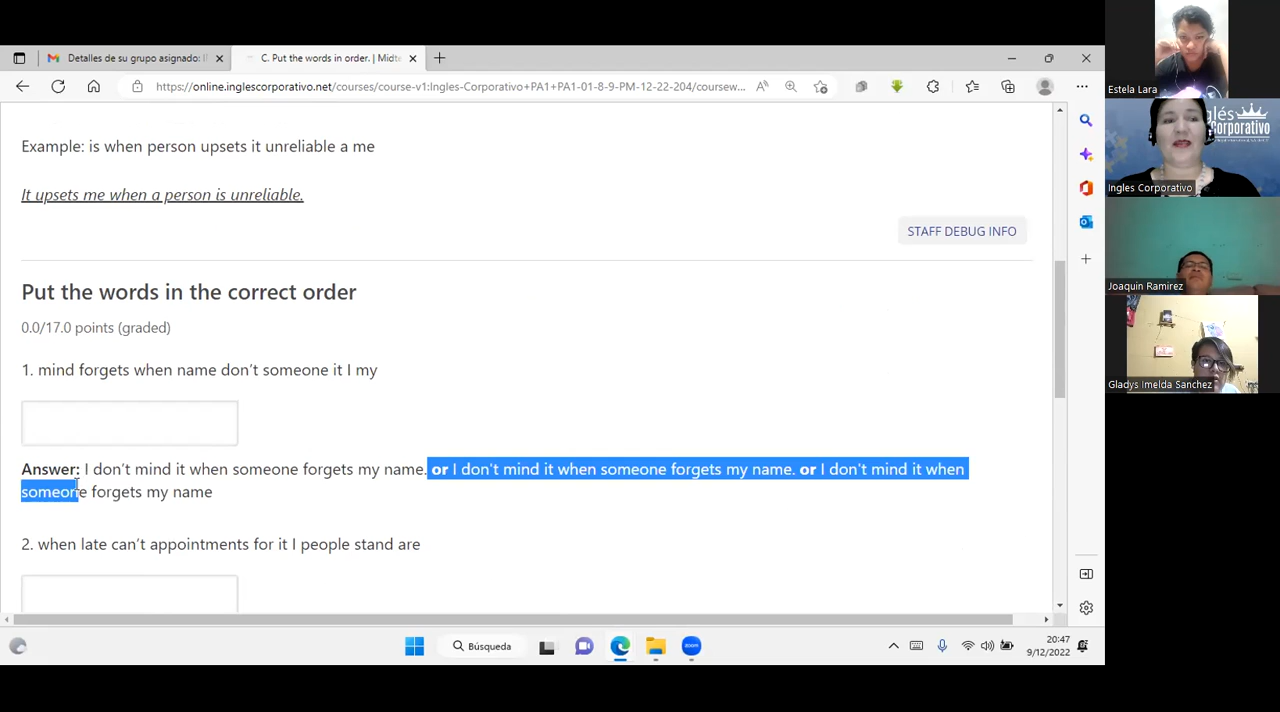 Detalles de su grupo asignado: I
C. Put the words in order. | Midte
https://online.inglescorporativo.net/courses/course-v1:Ingles-Corporativo+PA1+PA1-01-8-9-PM-12-22-204/coursew...
Example: is when person upsets it unreliable a me
It upsets me when a person is unreliable.
STAFF DEBUG INFO
Put the words in the correct order
0.0/17.0 points (graded)
1. mind forgets when name don't someone it I my
Answer: I don't mind it when someone forgets my name. or I don't mind it when someone forgets my name. or I don't mind it when
someone forgets my name
2. when late can't appointments for it I people stand are
Búsqueda
zoom
20:47
9/12/2022
Estela Lara
glés
Corporativo
Ingles Corporativo
Joaquin Ramirez
Gladys Imelda Sanchez